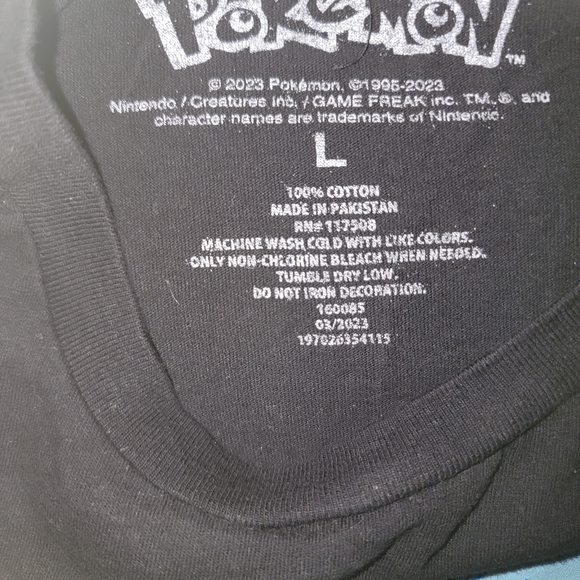 POKéMON
TM
© 2023 Pokémon. ©1995-2023
Nintendo / Creatures inc. / GAME FREAK inc. TM, ®, and
character names are trademarks of Nintendo.
L
100% COTTON
MADE IN PAKISTAN
RN# 117508
MACHINE WASH COLD WITH LIKE COLORS.
ONLY NON-CHLORINE BLEACH WHEN NEEDED.
TUMBLE DRY LOW.
DO NOT IRON DECORATION.
160085
03/2023
197026354115